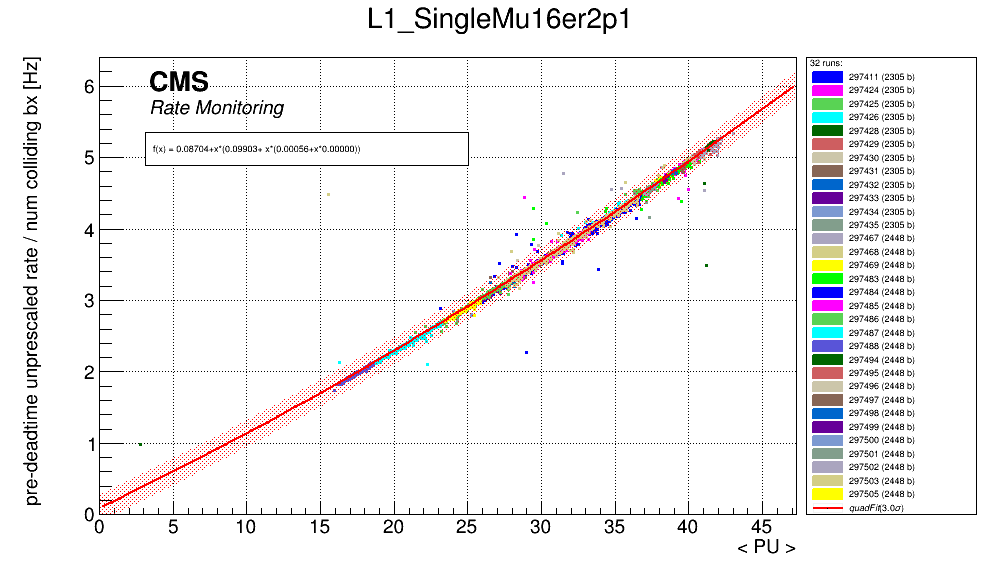 L1_SingleMu16er2p1
pre-deadtime unprescaled rate / num colliding bx [Hz]
CMS
Rate Monitoring
f(x) = 0.08704+x*(0.09903+ x*(0.00056+x*0.00000))
6
5
4
3
2
1
0
0 5 10 15 20 25 30 35 40 45
< PU >
32 runs:
297411 (2305 b)
297424 (2305 b)
297425 (2305 b)
297426 (2305 b)
297428 (2305 b)
297429 (2305 b)
297430 (2305 b)
297431 (2305 b)
297432 (2305 b)
297433 (2305 b)
297434 (2305 b)
297435 (2305 b)
297467 (2448 b)
297468 (2448 b)
297469 (2448 b)
297483 (2448 b)
297484 (2448 b)
297485 (2448 b)
297486 (2448 b)
297487 (2448 b)
297488 (2448 b)
297494 (2448 b)
297495 (2448 b)
297496 (2448 b)
297497 (2448 b)
297498 (2448 b)
297499 (2448 b)
297500 (2448 b)
297501 (2448 b)
297502 (2448 b)
297503 (2448 b)
297505 (2448 b)
quadFit(3.0σ)